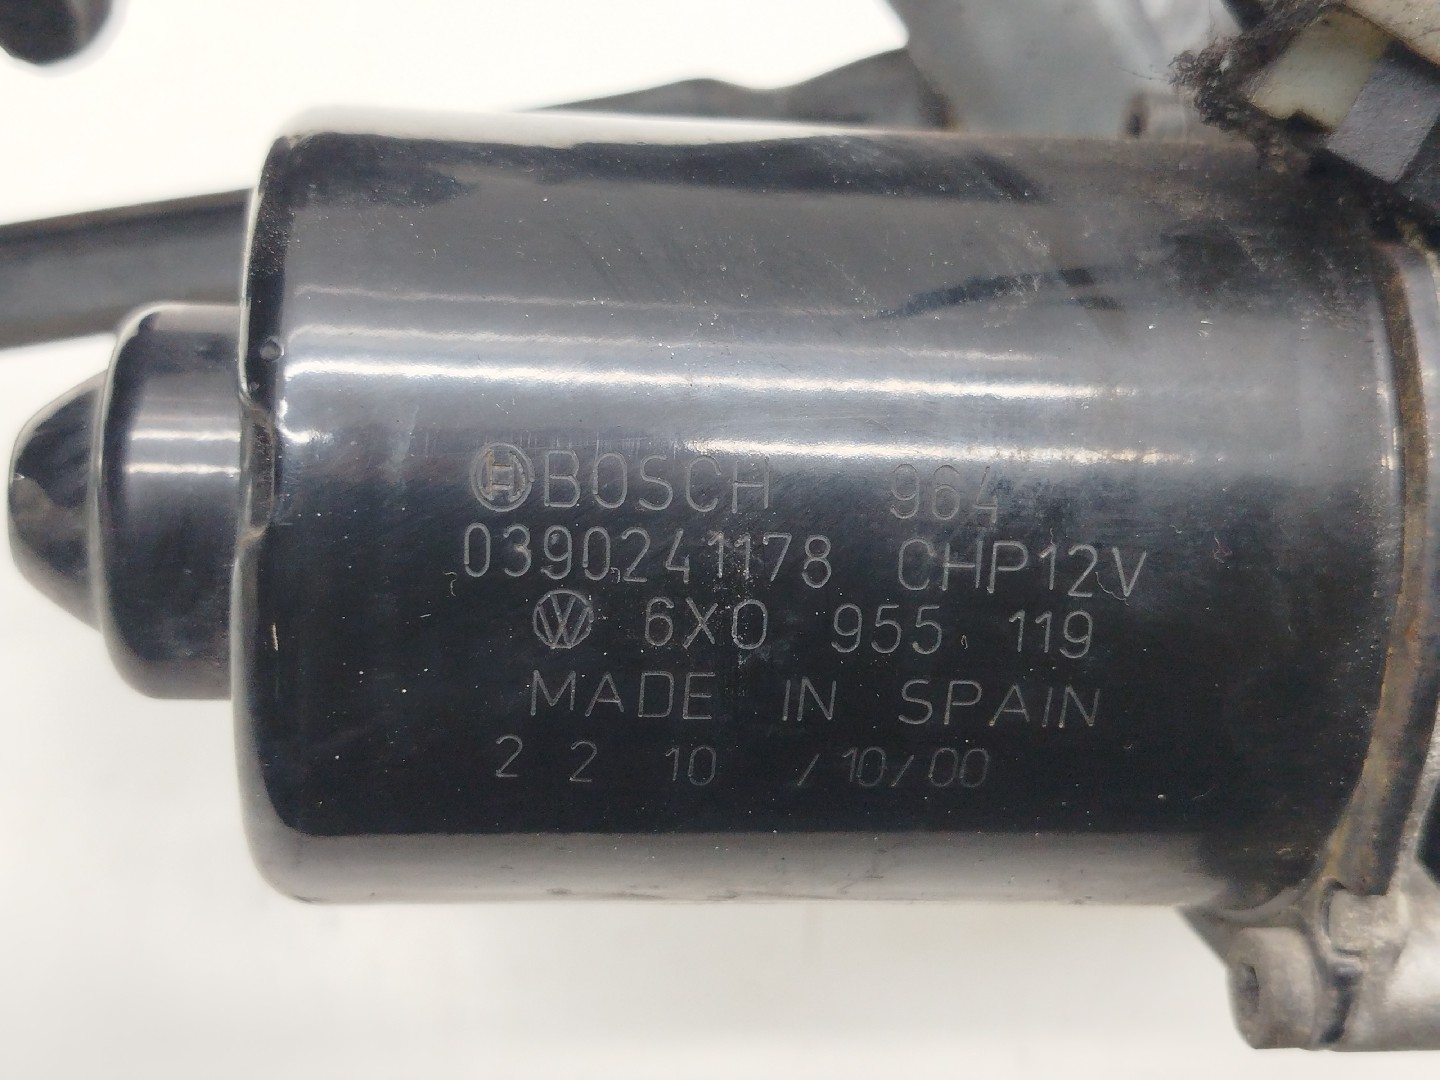 BOSCH 964
0390241178 CHP12V
6X0 955 119
MADE IN SPAIN
2 2 10 /10/00